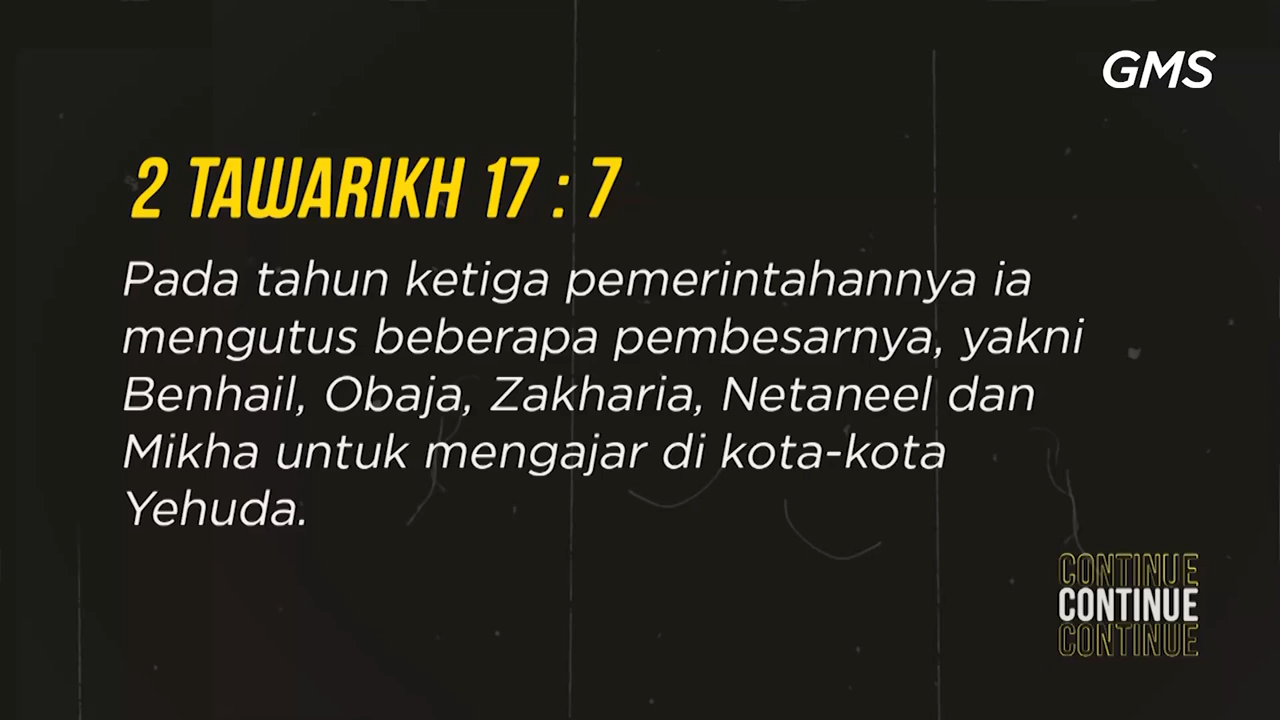 GMS
2 TAWARIKH 17 : 7
Pada tahun ketiga pemerintahannya ia
mengutus beberapa pembesarnya, yakni
Benhail, Obaja, Zakharia, Netaneel dan
Mikha untuk mengajar di kota-kota
Yehuda.
CONTINUE
CONTINUE
CONTINUE